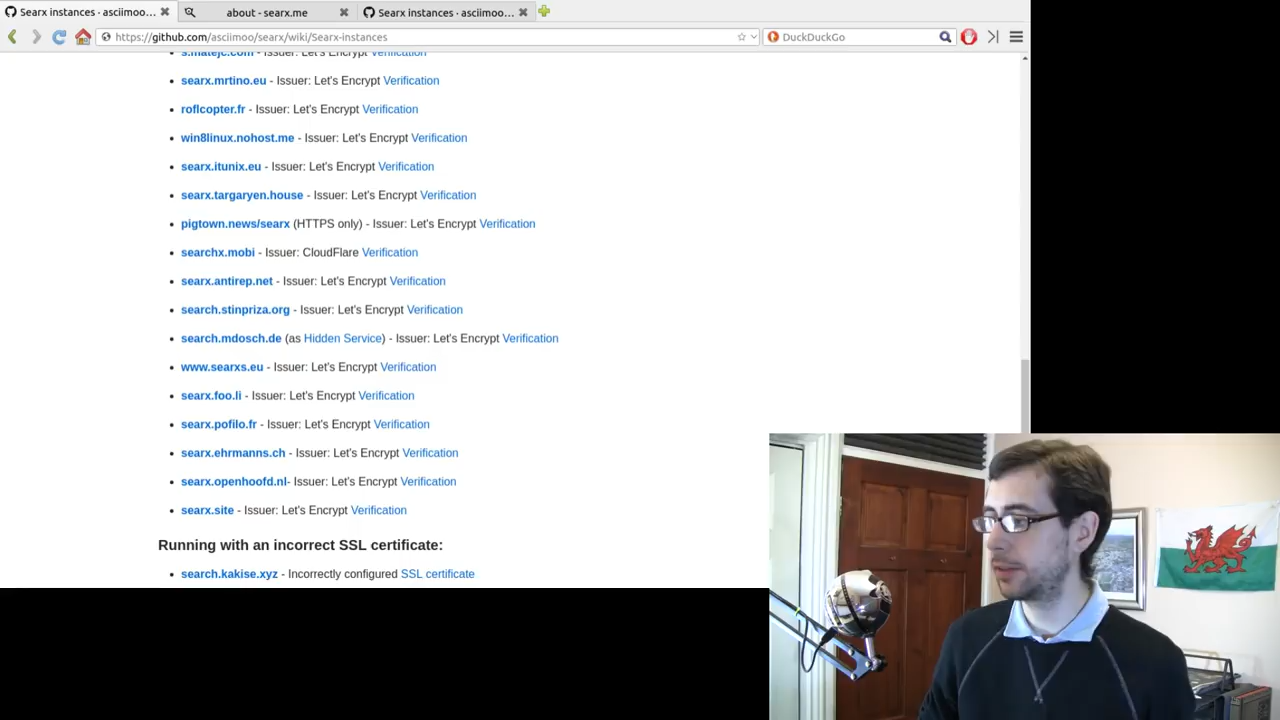 Searx instances · asciimoo...
about - searx.me
Searx instances · asciimoo...
https://github.com/asciimoo/searx/wiki/Searx-instances
DuckDuckGo
s.matejc.com - Issuer: Let's Encrypt Verification
searx.mrtino.eu - Issuer: Let's Encrypt Verification
roflcopter.fr - Issuer: Let's Encrypt Verification
win8linux.nohost.me - Issuer: Let's Encrypt Verification
searx.itunix.eu - Issuer: Let's Encrypt Verification
searx.targaryen.house - Issuer: Let's Encrypt Verification
pigtown.news/searx (HTTPS only) - Issuer: Let's Encrypt Verification
searchx.mobi - Issuer: CloudFlare Verification
searx.antirep.net - Issuer: Let's Encrypt Verification
search.stinpriza.org - Issuer: Let's Encrypt Verification
search.mdosch.de (as Hidden Service) - Issuer: Let's Encrypt Verification
www.searxs.eu - Issuer: Let's Encrypt Verification
searx.foo.li - Issuer: Let's Encrypt Verification
searx.pofilo.fr - Issuer: Let's Encrypt Verification
searx.ehrmanns.ch - Issuer: Let's Encrypt Verification
searx.openhoofd.nl- Issuer: Let's Encrypt Verification
searx.site - Issuer: Let's Encrypt Verification
Running with an incorrect SSL certificate:
search.kakise.xyz - Incorrectly configured SSL certificate